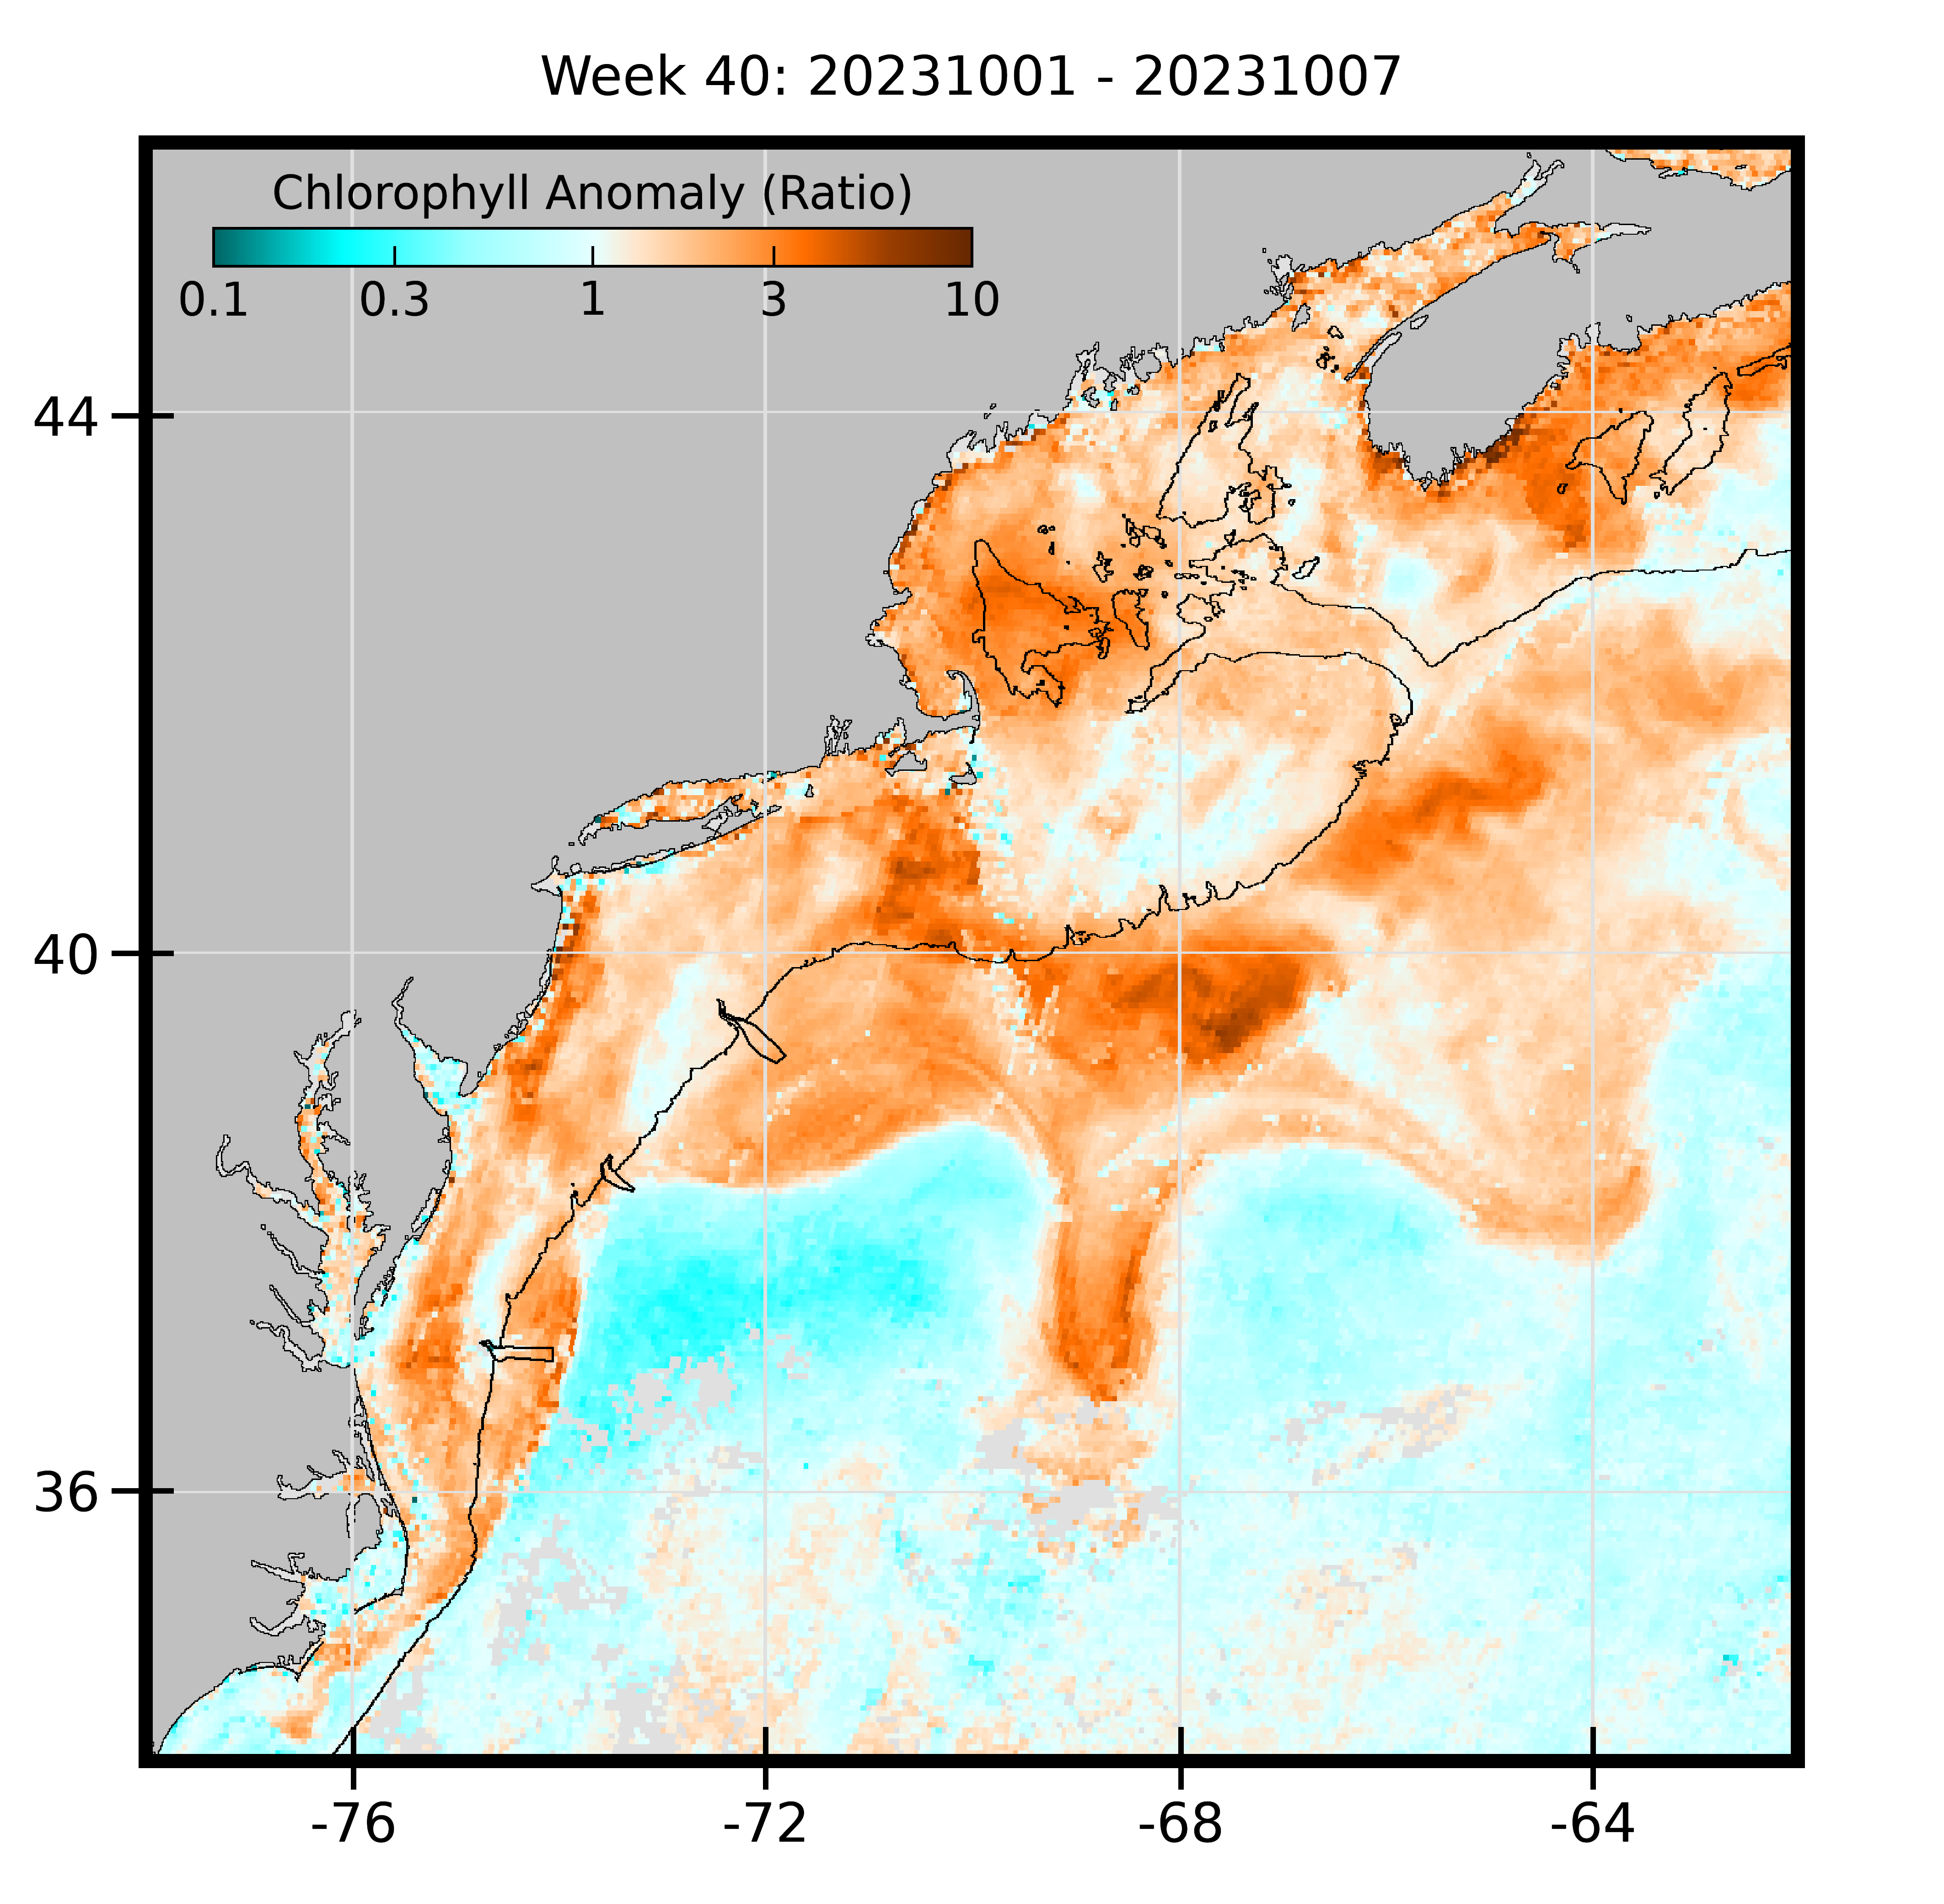 Week 40: 20231001 - 20231007
Chlorophyll Anomaly (Ratio)
0.1 0.3 1 3 10
44
40
36
-76 -72 -68 -64